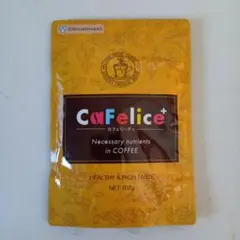 CaFelice+
カフェリーチェ
Necessary nutrients
in COFFEE
HEALTHY & RICH TASTE